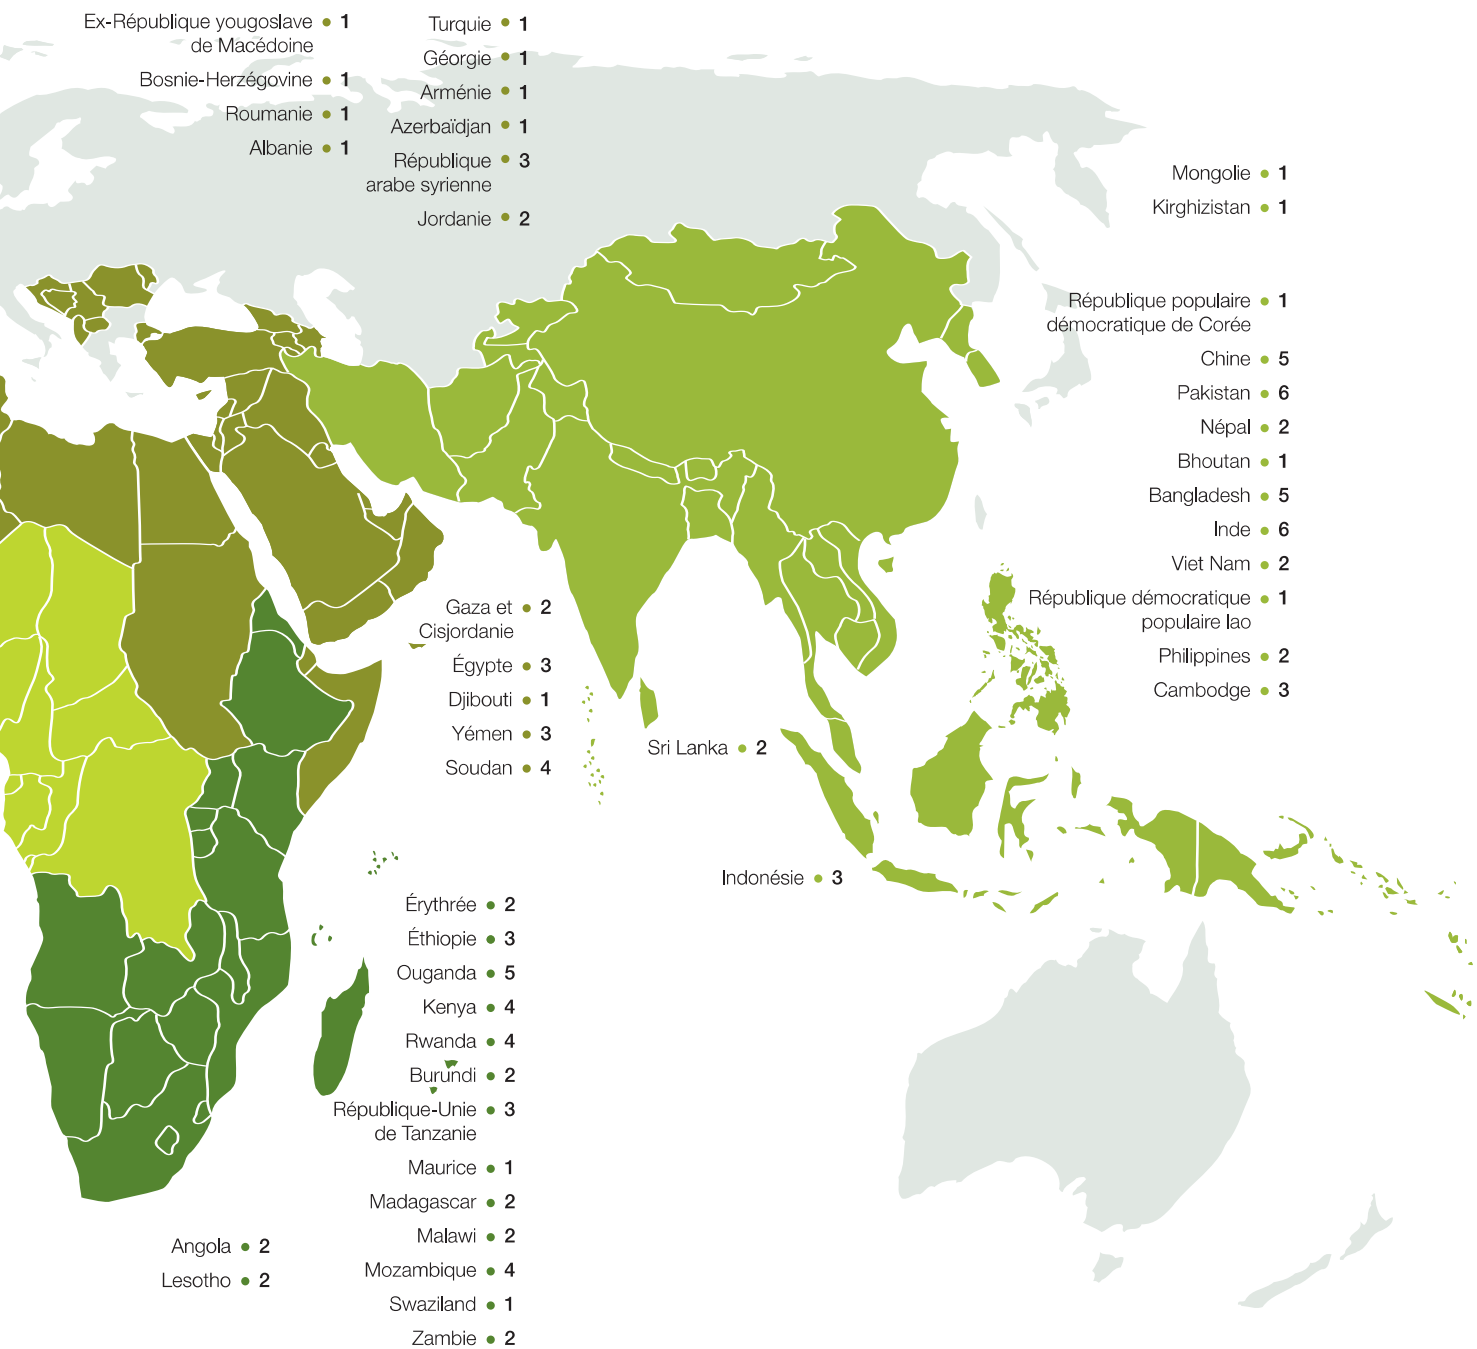 Ex-République yougoslave • 1
de Macédoine
Bosnie-Herzégovine • 1
Roumanie • 1
Albanie • 1
Turquie • 1
Géorgie • 1
Arménie • 1
Azerbaïdjan • 1
République • 3
arabe syrienne
Jordanie • 2
Mongolie • 1
Kirghizistan • 1
République populaire • 1
démocratique de Corée
Chine • 5
Pakistan • 6
Népal • 2
Bhoutan • 1
Bangladesh • 5
Inde • 6
Viet Nam • 2
République démocratique • 1
populaire lao
Philippines • 2
Cambodge • 3
Gaza et • 2
Cisjordanie
Égypte • 3
Djibouti • 1
Yémen • 3
Soudan • 4
Sri Lanka • 2
Indonésie • 3
Érythrée • 2
Éthiopie • 3
Ouganda • 5
Kenya • 4
Rwanda • 4
Burundi • 2
République-Unie • 3
de Tanzanie
Maurice • 1
Madagascar • 2
Malawi • 2
Mozambique • 4
Swaziland • 1
Zambie • 2
Angola • 2
Lesotho • 2